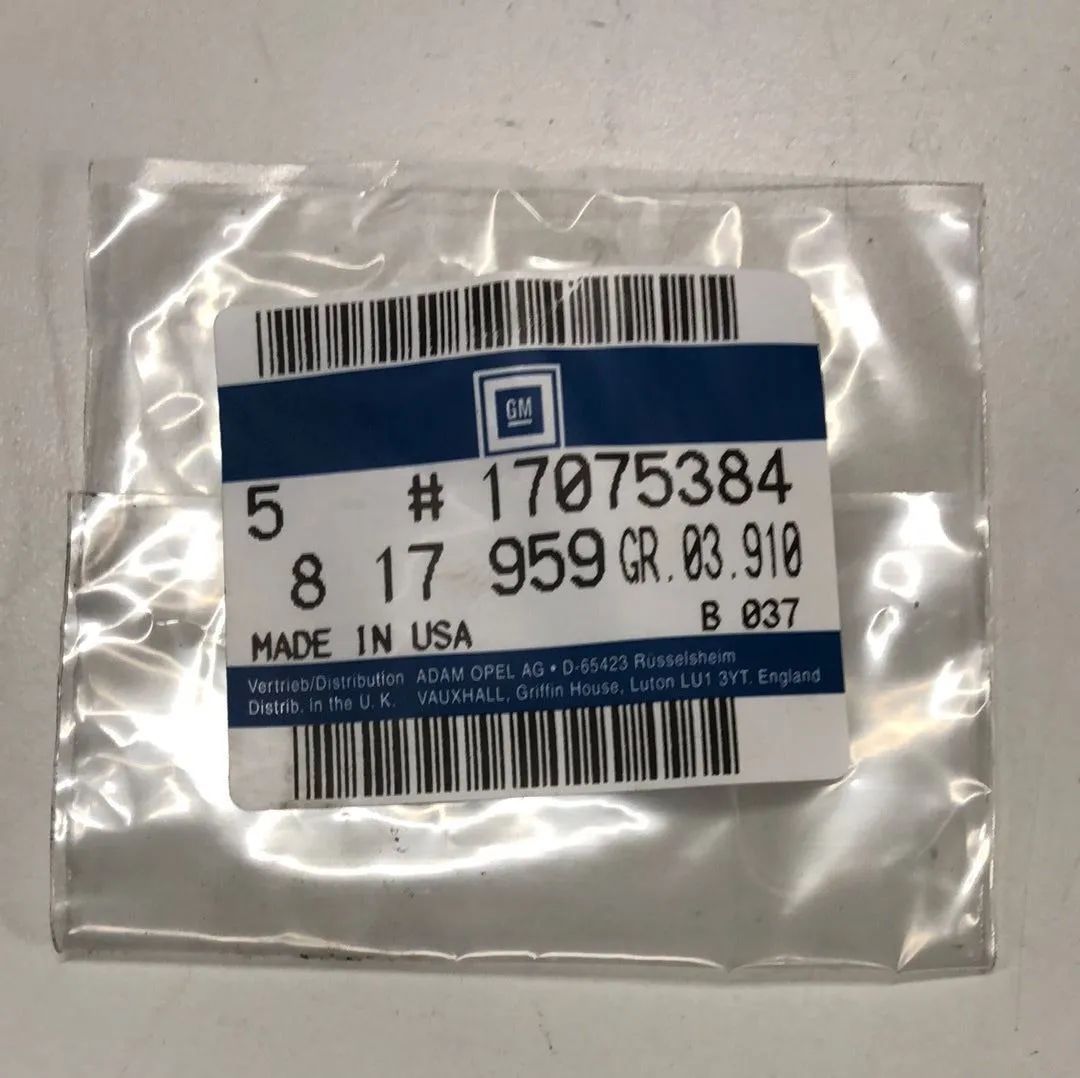 GM
5 # 17075384
8 17 959 GR.03.910
MADE IN USA B 037
Vertrieb/Distribution ADAM OPEL AG • D-65423 Rüsselsheim
Distrib. in the U. K. VAUXHALL, Griffin House, Luton LU1 3YT. England